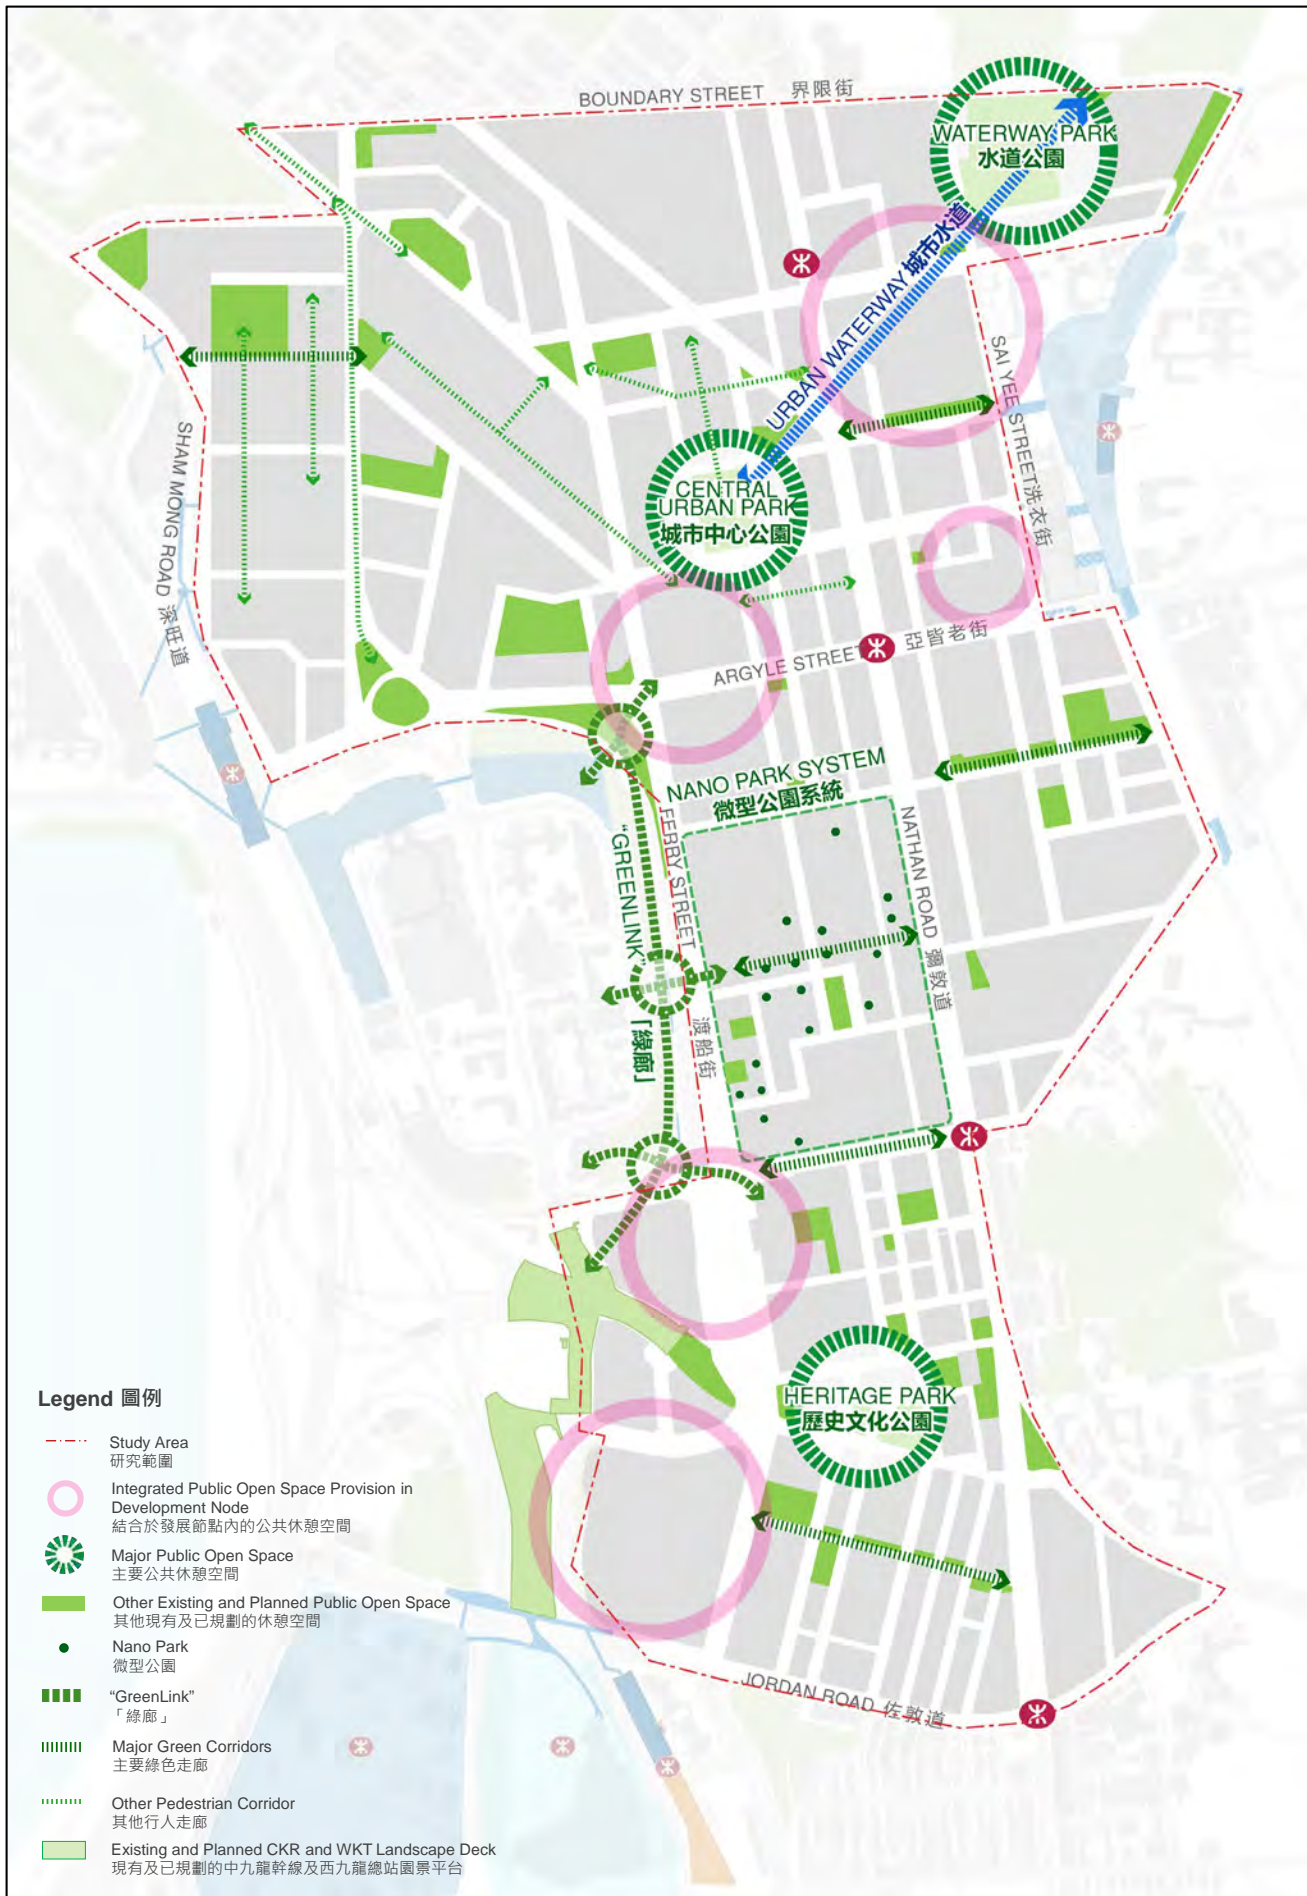 BOUNDARY STREET 界限街
WATERWAY PARK
水道公園
URBAN WATERWAY 城市水道
SAI YEE STREET 洗衣街
SHAM MONG ROAD 深旺道
CENTRAL
URBAN PARK
城市中心公園
ARGYLE STREET 亞皆老街
NANO PARK SYSTEM
微型公園系統
"GREENLINK"
「綠廊」
FERRY STREET 渡船街
NATHAN ROAD 彌敦道
HERITAGE PARK
歷史文化公園
JORDAN ROAD 佐敦道
Legend 圖例
Study Area
研究範圍
Integrated Public Open Space Provision in
Development Node
結合於發展節點內的公共休憩空間
Major Public Open Space
主要公共休憩空間
Other Existing and Planned Public Open Space
其他現有及已規劃的休憩空間
Nano Park
微型公園
“GreenLink”
「綠廊」
Major Green Corridors
主要綠色走廊
Other Pedestrian Corridor
其他行人走廊
Existing and Planned CKR and WKT Landscape Deck
現有及已規劃的中九龍幹線及西九龍總站園景平台